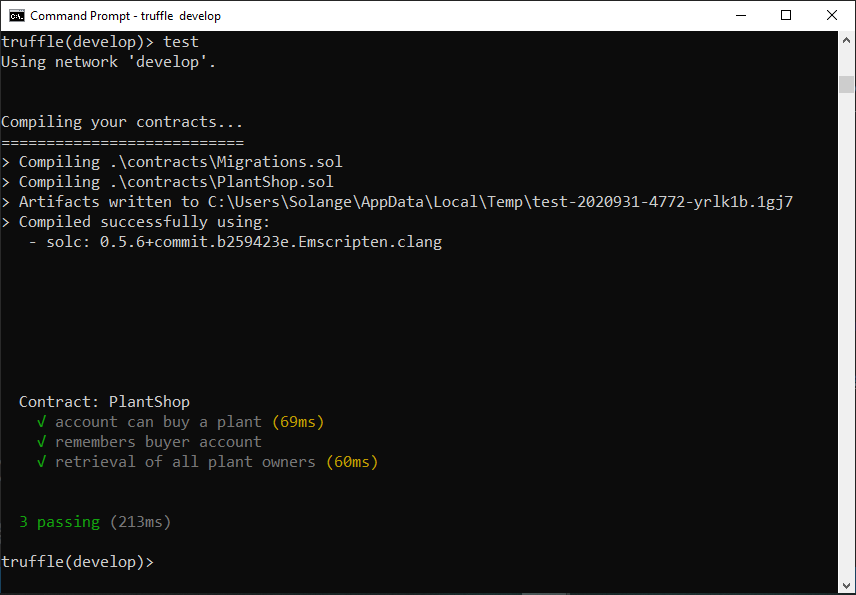 Command Prompt - truffle develop
truffle(develop)> test
Using network 'develop'.
Compiling your contracts...
===========================
> Compiling .\contracts\Migrations.sol
> Compiling .\contracts\PlantShop.sol
> Artifacts written to C:\Users\Solange\AppData\Local\Temp\test-2020931-4772-yrlk1b.1gj7
> Compiled successfully using:
- solc: 0.5.6+commit.b259423e.Emscripten.clang
Contract: PlantShop
√ account can buy a plant (69ms)
√ remembers buyer account
√ retrieval of all plant owners (60ms)
3 passing (213ms)
truffle(develop)>